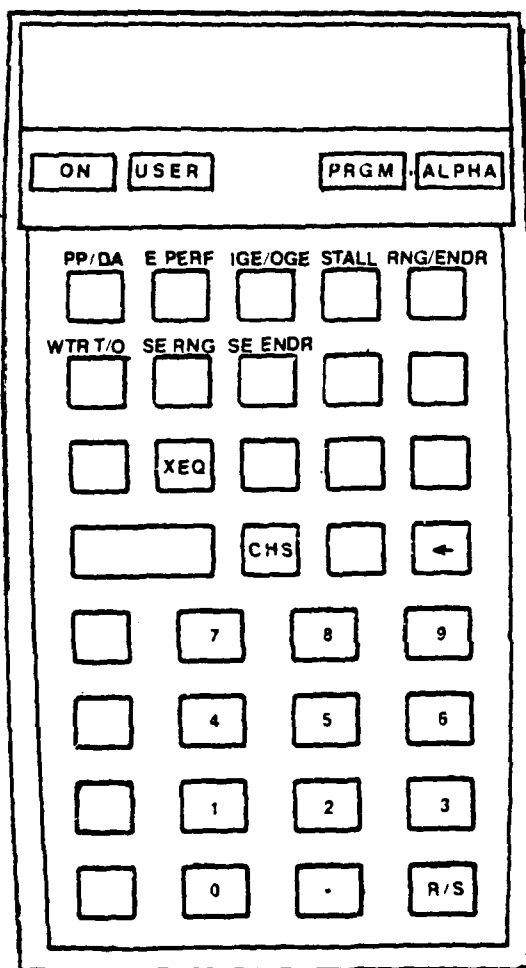 ON USER PRGM ALPHA
PP/DA E PERF IGE/OGE STALL RNG/ENDR
WTR T/O SE RNG SE ENDR
XEQ
CHS ←
7 8 9
4 5 6
1 2 3
0 . R/S